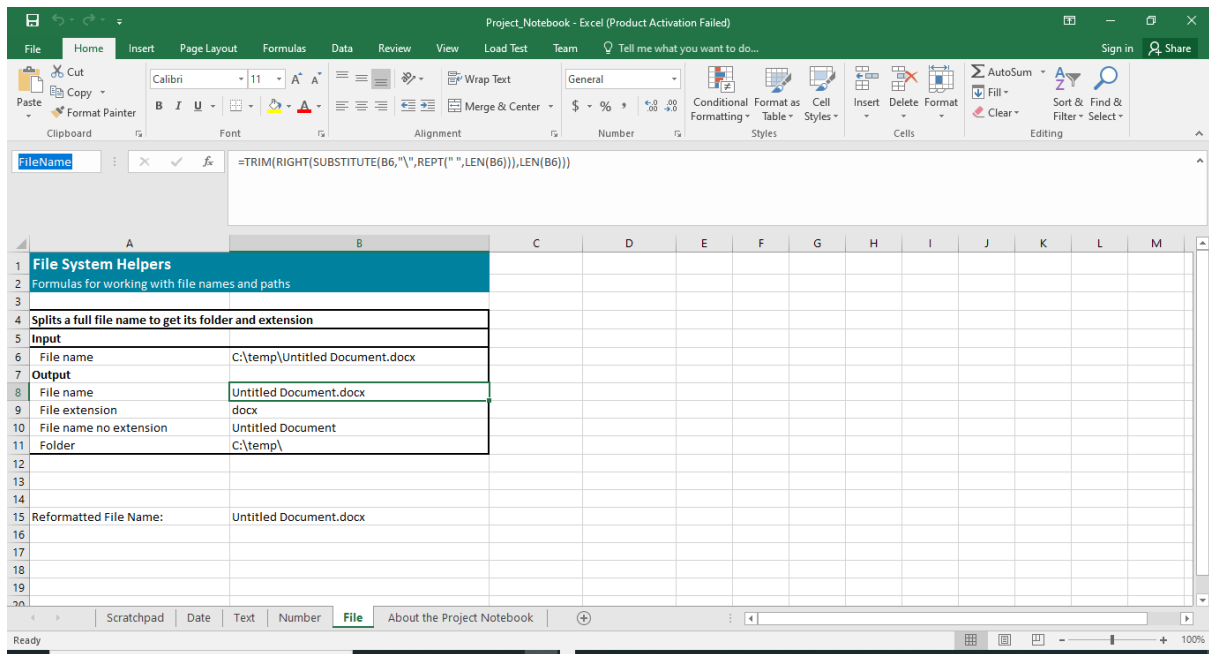 Project_Notebook - Excel (Product Activation Failed)
File Home Insert Page Layout Formulas Data Review View Load Test Team Tell me what you want to do... Sign in Share
Paste
Cut
Copy
Format Painter
Clipboard
Calibri 11 A A
B I U A
Font
Wrap Text
Merge & Center
Alignment
General
$ % , .00 .00
Number
Conditional Formatting
Format as Table
Cell Styles
Styles
Insert Delete Format
Cells
AutoSum
Fill
Clear
Sort & Filter
Find & Select
Editing
FileName fx =TRIM(RIGHT(SUBSTITUTE(B6,"\",REPT(" ",LEN(B6))),LEN(B6)))
A B C D E F G H I J K L M
1 File System Helpers
2 Formulas for working with file names and paths
3
4 Splits a full file name to get its folder and extension
5 Input
6 File name C:\temp\Untitled Document.docx
7 Output
8 File name Untitled Document.docx
9 File extension docx
10 File name no extension Untitled Document
11 Folder C:\temp\
12
13
14
15 Reformatted File Name: Untitled Document.docx
16
17
18
19
20
Scratchpad Date Text Number File About the Project Notebook
Ready 100%